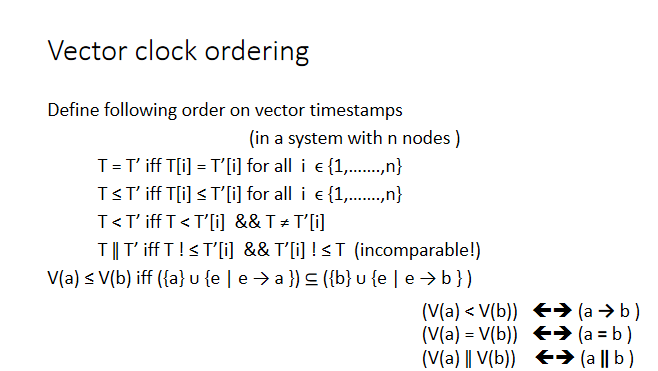 Vector clock ordering
Define following order on vector timestamps
(in a system with n nodes )
T = T’ iff T[i] = T’[i] for all i ϵ {1,…….,n}
T ≤ T’ iff T[i] ≤ T’[i] for all i ϵ {1,…….,n}
T < T’ iff T < T’[i] && T ≠ T’[i]
T || T’ iff T ! ≤ T’[i] && T’[i] ! ≤ T (incomparable!)
V(a) ≤ V(b) iff ({a} ∪ {e | e → a }) ⊆ ({b} ∪ {e | e → b } )
(V(a) < V(b)) 🡸🡺 (a → b )
(V(a) = V(b)) 🡸🡺 (a = b )
(V(a) || V(b)) 🡸🡺 (a || b )